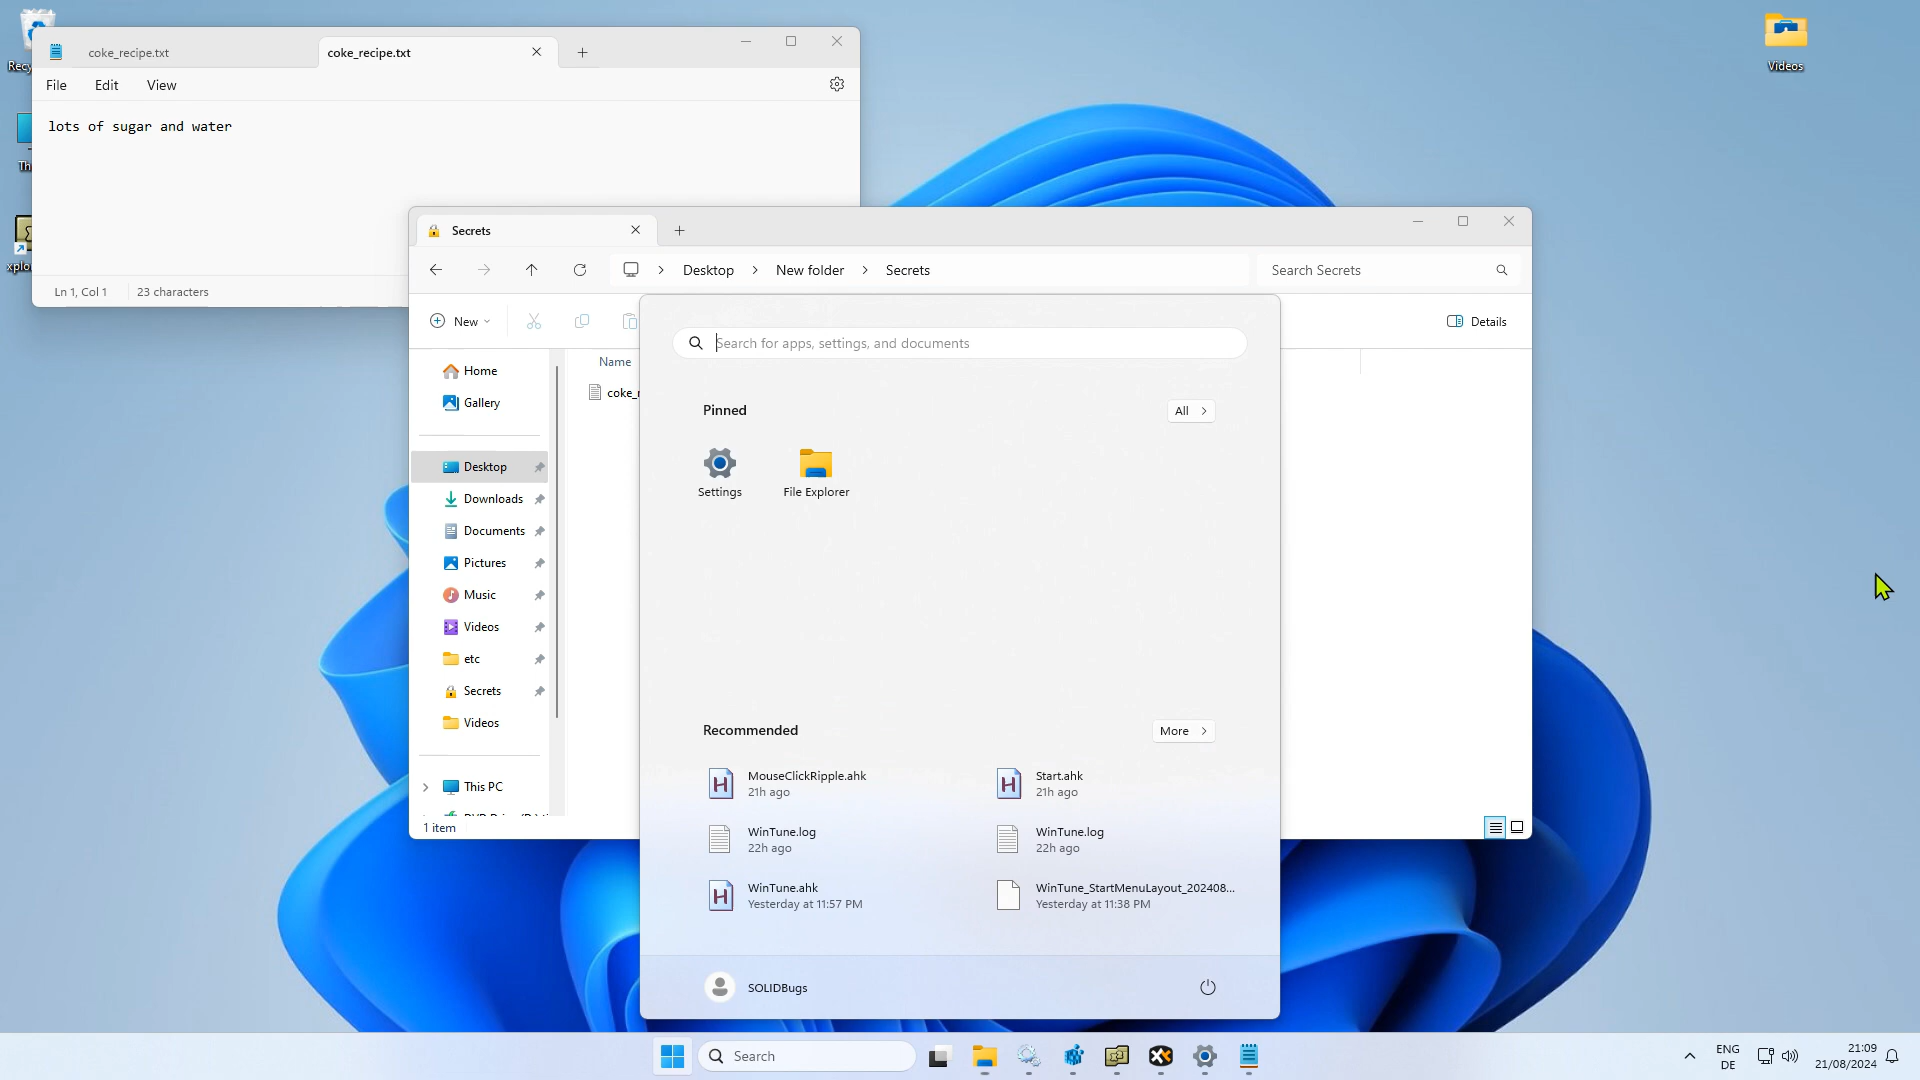 coke_recipe.txt
coke_recipe.txt
File
Edit
View
lots of sugar and water
Ln 1, Col 1
23 characters
Videos
Secrets
Desktop
New folder
Secrets
Search Secrets
New
Details
Home
Gallery
Desktop
Downloads
Documents
Pictures
Music
Videos
etc
Secrets
Videos
This PC
1 item
Name
Search for apps, settings, and documents
Pinned
All
Settings
File Explorer
Recommended
More
MouseClickRipple.ahk
21h ago
Start.ahk
21h ago
WinTune.log
22h ago
WinTune.log
22h ago
WinTune.ahk
Yesterday at 11:57 PM
WinTune_StartMenuLayout_202408...
Yesterday at 11:38 PM
SOLIDBugs
Search
ENG
DE
21:09
21/08/2024